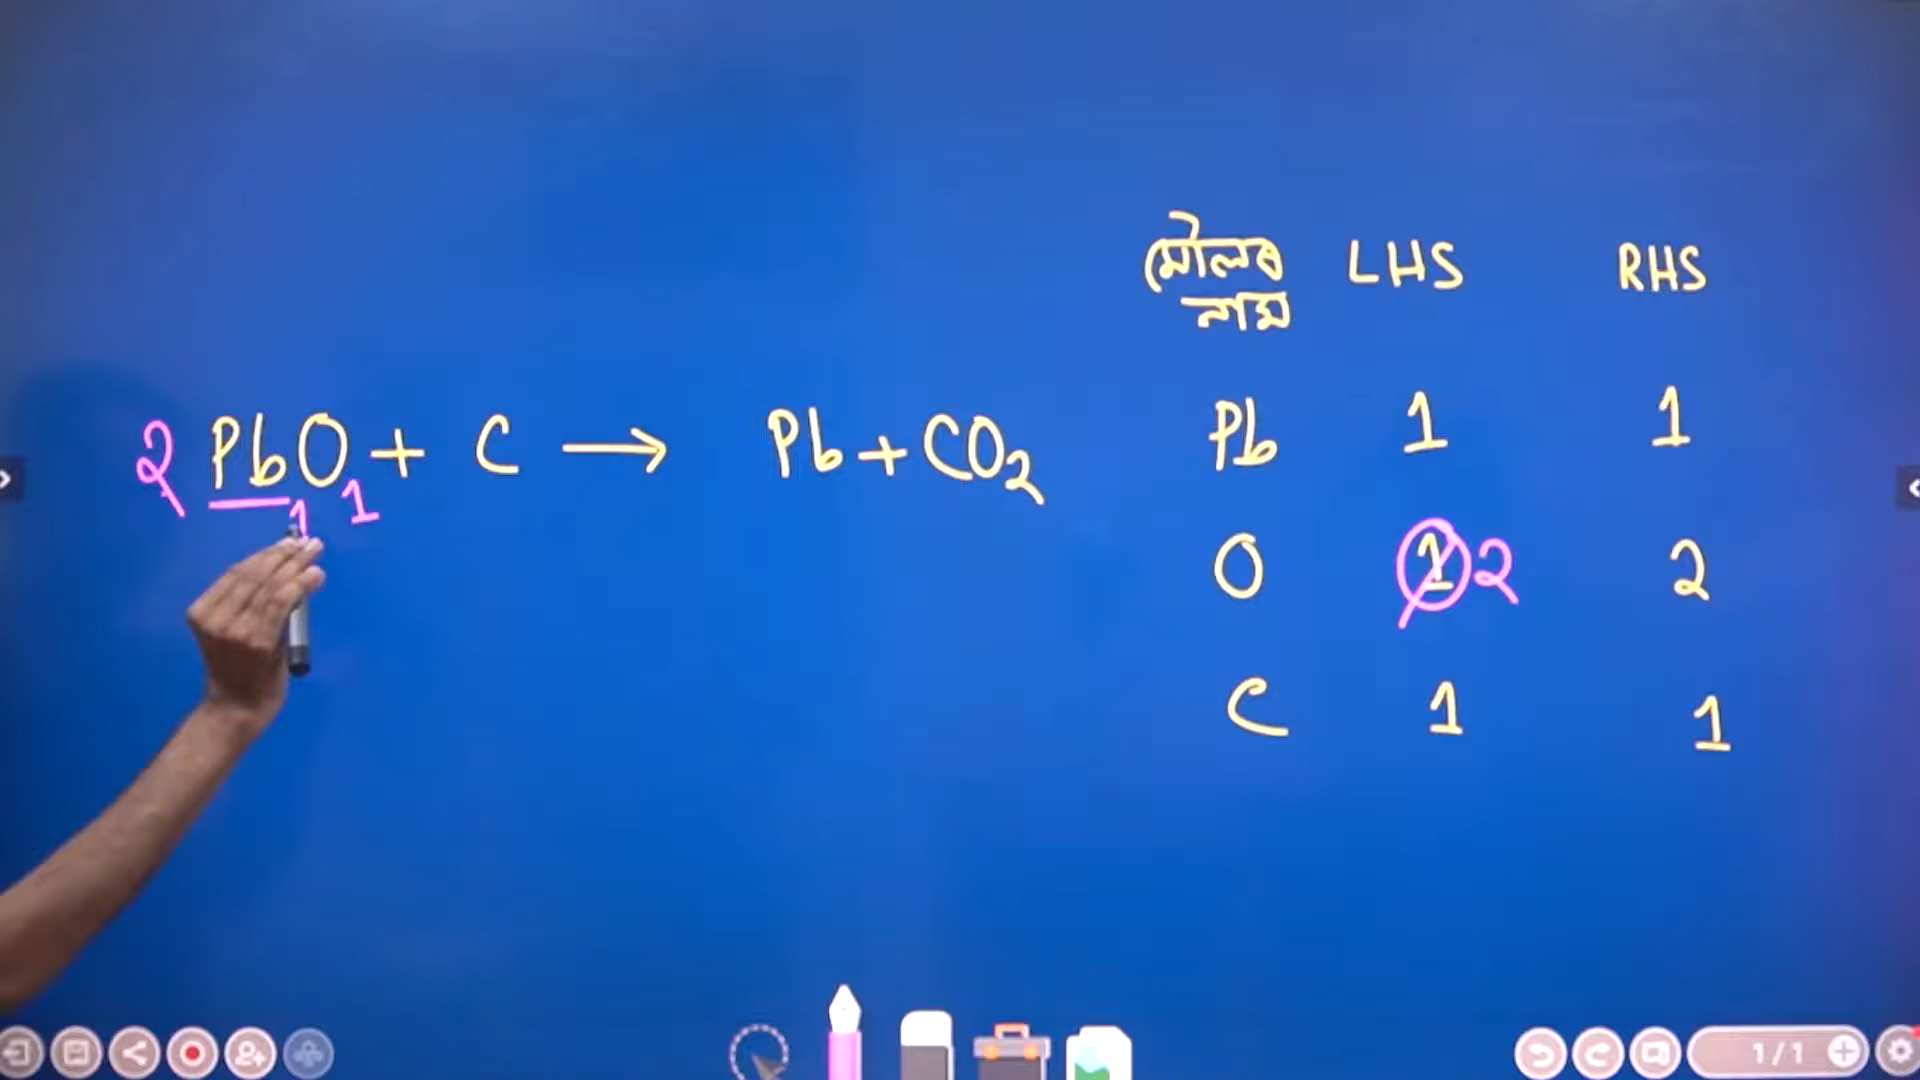 মৌলৰ নাম LHS RHS
2 PbO + C → Pb + CO₂
1 1
Pb 1 1
O 1 2 2
C 1 1
1/1